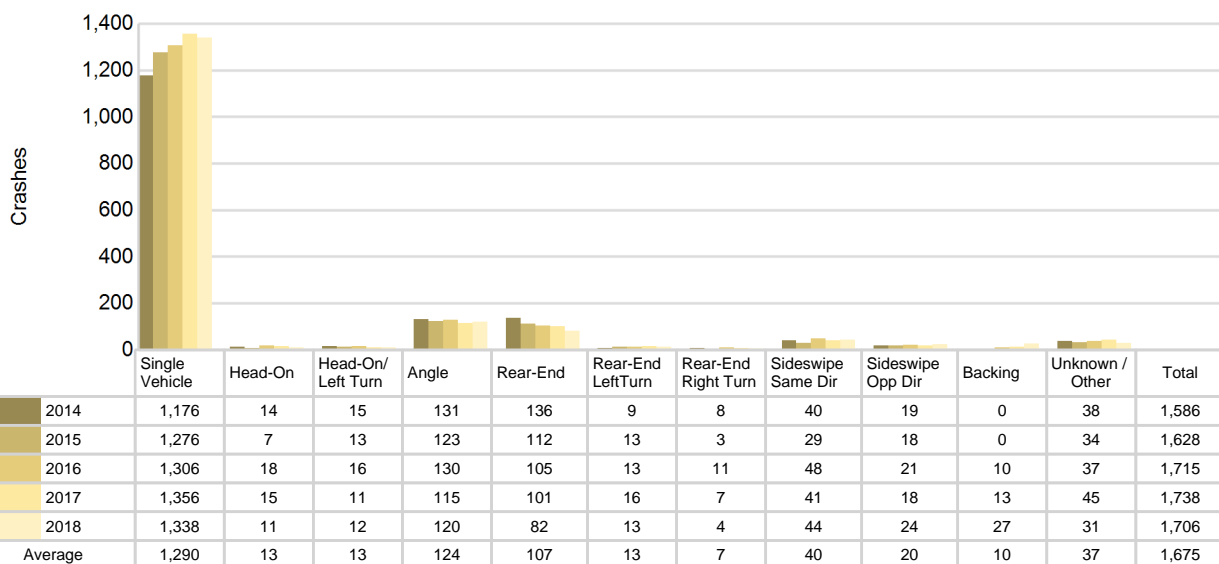 Crashes
1,400
1,200
1,000
800
600
400
200
0
Single Vehicle Head-On Head-On/ Left Turn Angle Rear-End Rear-End LeftTurn Rear-End Right Turn Sideswipe Same Dir Sideswipe Opp Dir Backing Unknown / Other Total
2014 1,176 14 15 131 136 9 8 40 19 0 38 1,586
2015 1,276 7 13 123 112 13 3 29 18 0 34 1,628
2016 1,306 18 16 130 105 13 11 48 21 10 37 1,715
2017 1,356 15 11 115 101 16 7 41 18 13 45 1,738
2018 1,338 11 12 120 82 13 4 44 24 27 31 1,706
Average 1,290 13 13 124 107 13 7 40 20 10 37 1,675